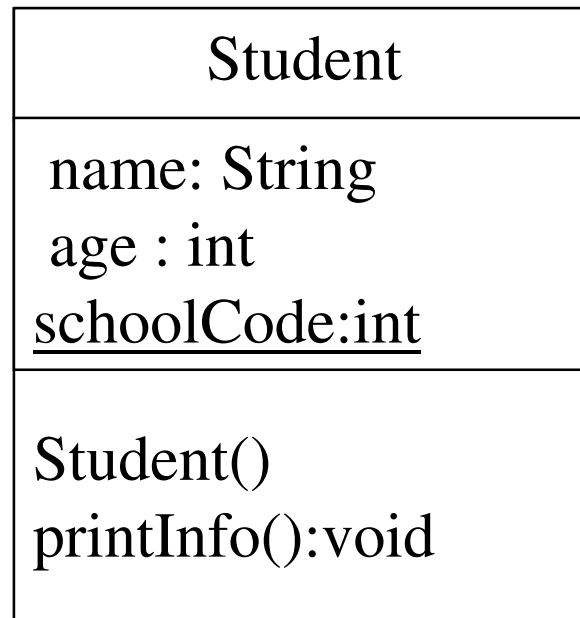 Student
name: String
age : int
schoolCode:int
Student()
printInfo():void